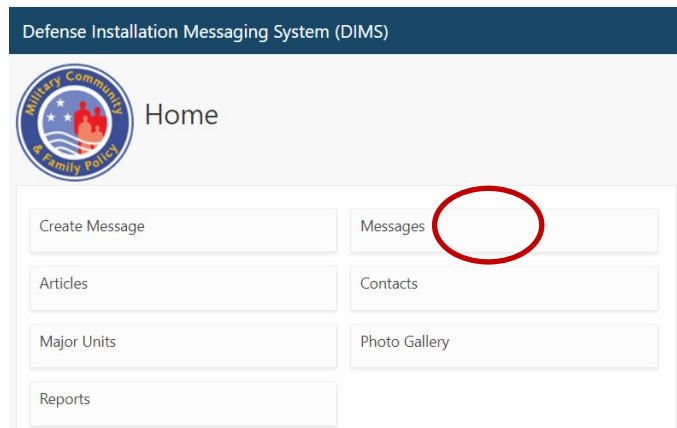 Defense Installation Messaging System (DIMS)
Military Community
& Family Policy
Home
Create Message
Messages
Articles
Contacts
Major Units
Photo Gallery
Reports